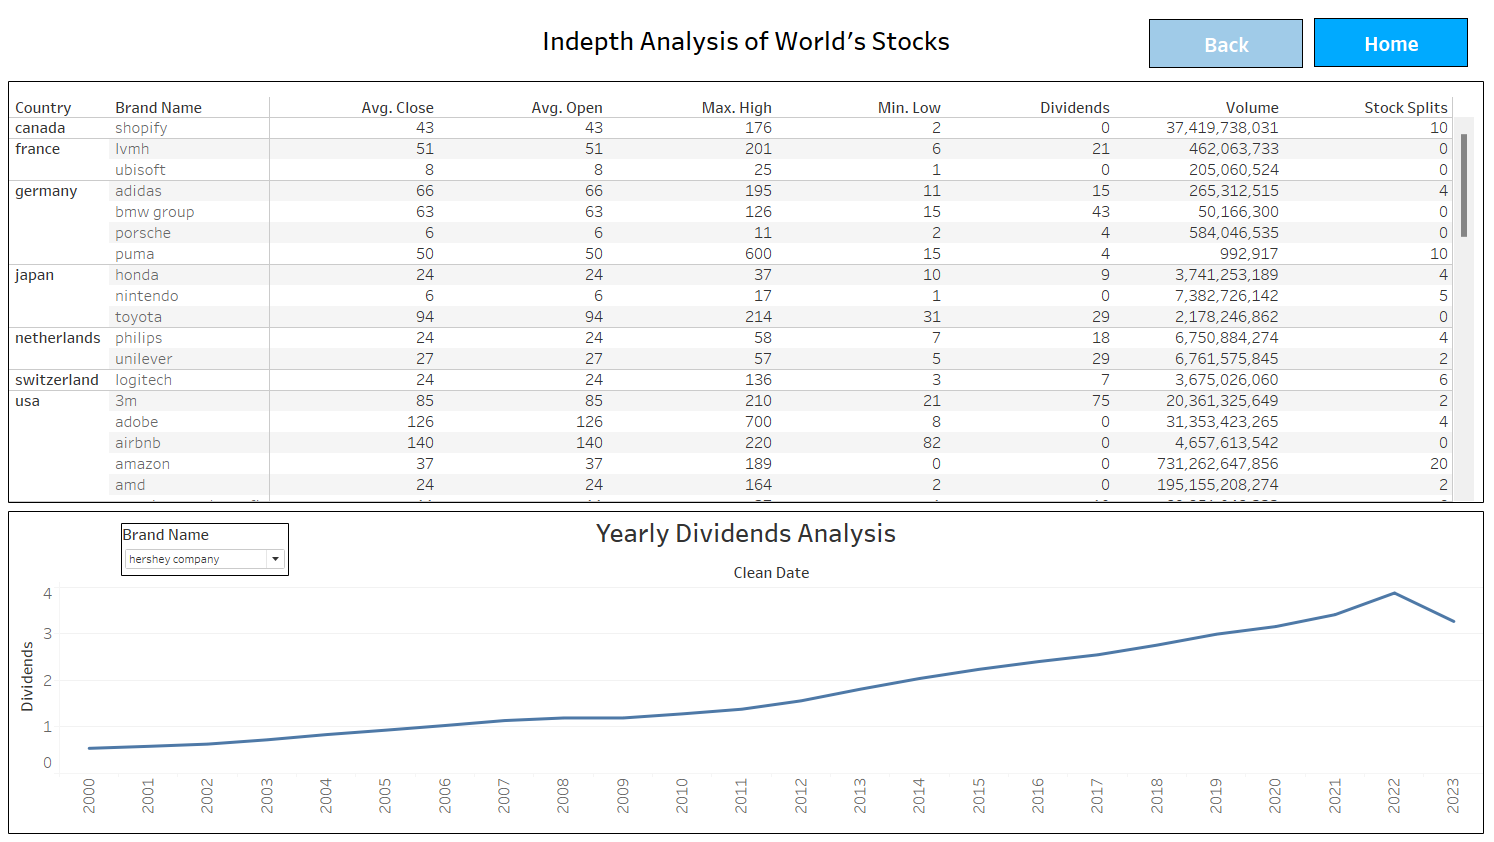 Indepth Analysis of World's Stocks
Back
Home
Country Brand Name Avg. Close Avg. Open Max. High Min. Low Dividends Volume Stock Splits
canada shopify 43 43 176 2 0 37,419,738,031 10
france lvmh 51 51 201 6 21 462,063,733 0
ubisoft 8 8 25 1 0 205,060,524 0
germany adidas 66 66 195 11 15 265,312,515 4
bmw group 63 63 126 15 43 50,166,300 0
porsche 6 6 11 2 4 584,046,535 0
puma 50 50 600 15 4 992,917 10
japan honda 24 24 37 10 9 3,741,253,189 4
nintendo 6 6 17 1 0 7,382,726,142 5
toyota 94 94 214 31 29 2,178,246,862 0
netherlands philips 24 24 58 7 18 6,750,884,274 4
unilever 27 27 57 5 29 6,761,575,845 2
switzerland logitech 24 24 136 3 7 3,675,026,060 6
usa 3m 85 85 210 21 75 20,361,325,649 2
adobe 126 126 700 8 0 31,353,423,265 4
airbnb 140 140 220 82 0 4,657,613,542 0
amazon 37 37 189 0 0 731,262,647,856 20
amd 24 24 164 2 0 195,155,208,274 2
Brand Name
hershey company
Yearly Dividends Analysis
Clean Date
Dividends
4
3
2
1
0
2000 2001 2002 2003 2004 2005 2006 2007 2008 2009 2010 2011 2012 2013 2014 2015 2016 2017 2018 2019 2020 2021 2022 2023